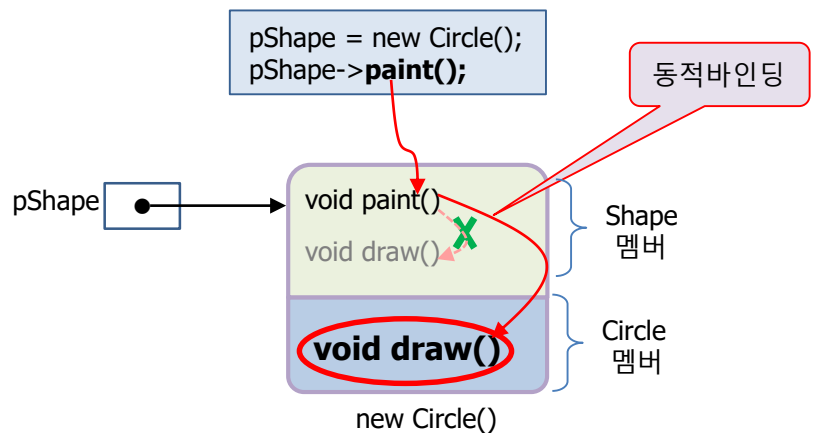 pShape = new Circle();
pShape->paint();
동적바인딩
pShape
void paint()
void draw()
Shape
멤버
void draw()
Circle
멤버
new Circle()